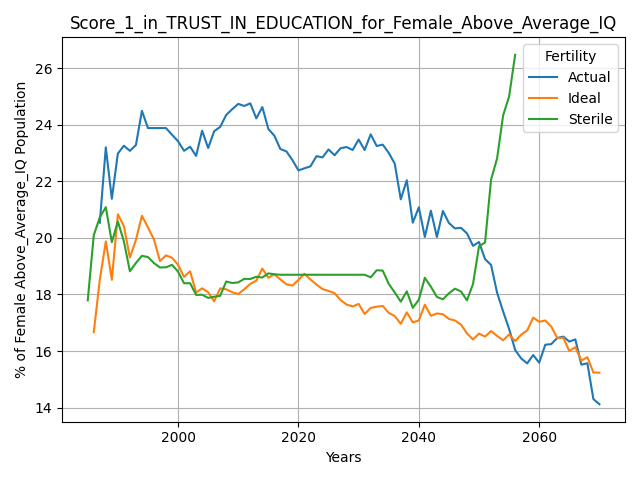 Score_1_in_TRUST_IN_EDUCATION_for_Female_Above_Average_IQ
% of Female Above_Average_IQ Population
26
24
22
20
18
16
14
Fertility
Actual
Ideal
Sterile
2000
2020
2040
2060
Years